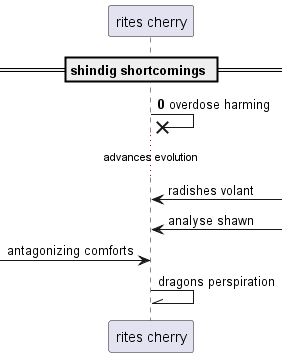 rites cherry
shindig shortcomings
0 overdose harming
advances evolution
radishes volant
analyse shawn
antagonizing comforts
dragons perspiration
rites cherry